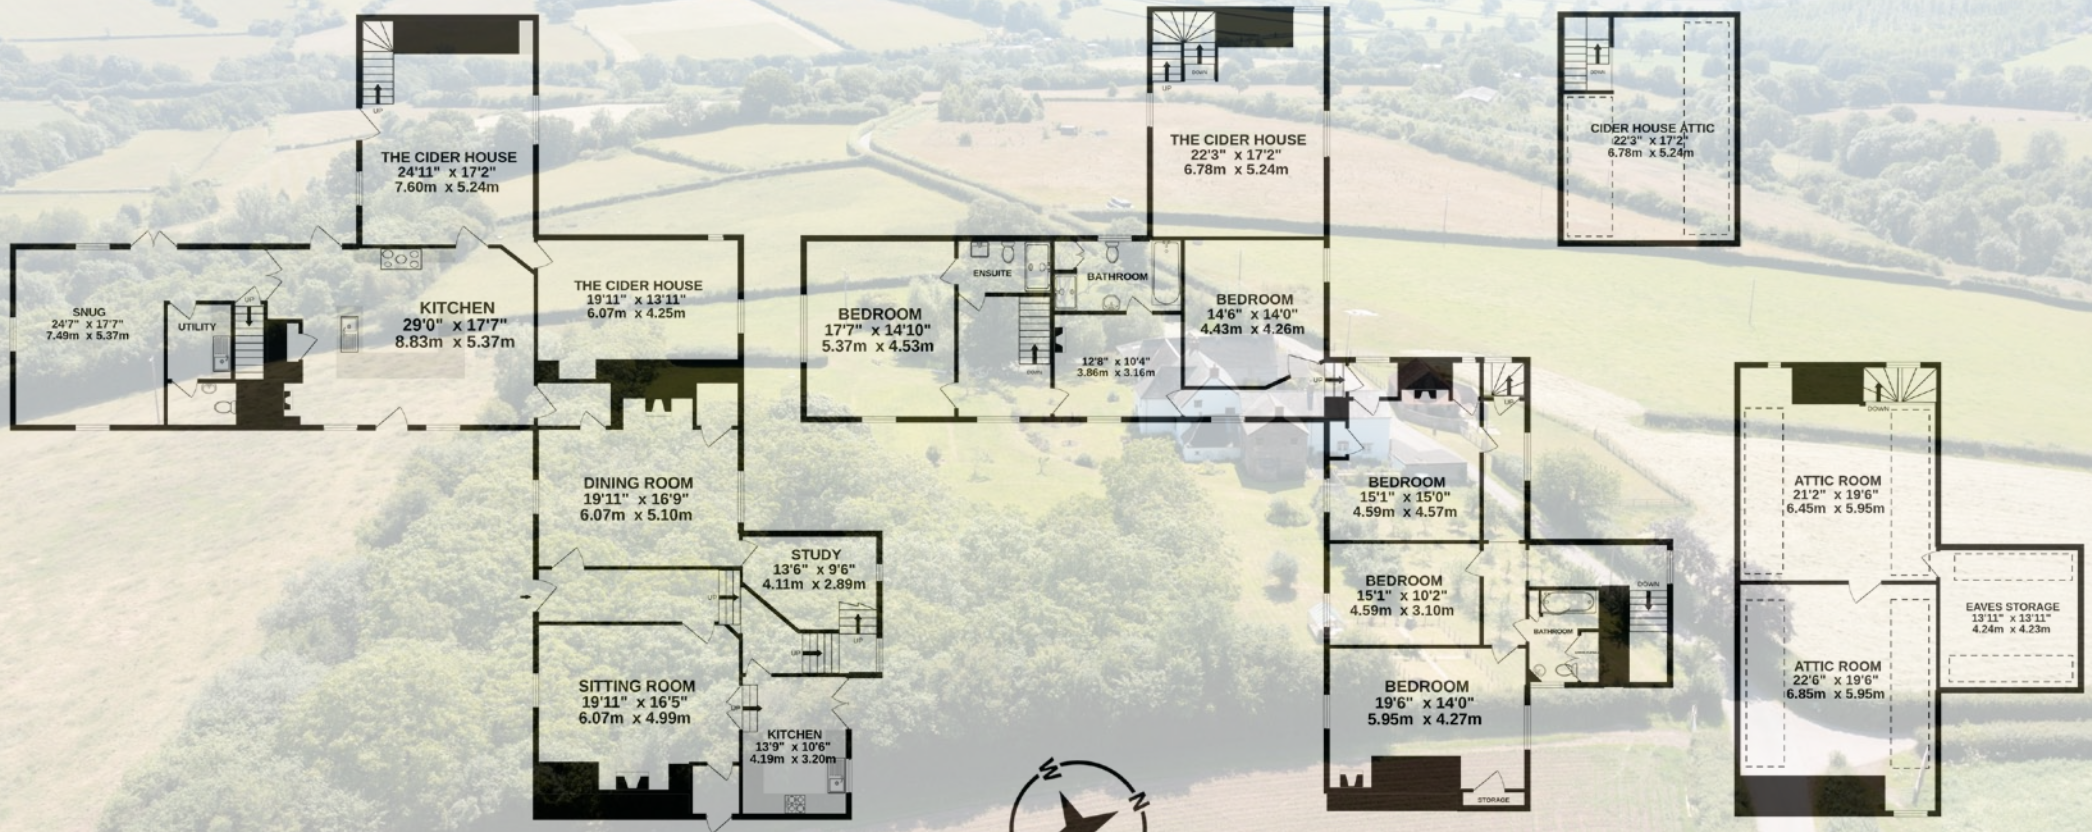 UP
THE CIDER HOUSE
24'11" x 17'2"
7.60m x 5.24m
SNUG
24'7" x 17'7"
7.49m x 5.37m
UTILITY
UP
KITCHEN
29'0" x 17'7"
8.83m x 5.37m
THE CIDER HOUSE
19'11" x 13'11"
6.07m x 4.25m
DINING ROOM
19'11" x 16'9"
6.07m x 5.10m
STUDY
13'6" x 9'6"
4.11m x 2.89m
UP
UP
UP
SITTING ROOM
19'11" x 16'5"
6.07m x 4.99m
UP
KITCHEN
13'9" x 10'6"
4.19m x 3.20m
DOWN
UP
THE CIDER HOUSE
22'3" x 17'2"
6.78m x 5.24m
BEDROOM
17'7" x 14'10"
5.37m x 4.53m
ENSUITE
DOWN
BATHROOM
12'8" x 10'4"
3.86m x 3.16m
BEDROOM
14'6" x 14'0"
4.43m x 4.26m
UP
UP
BEDROOM
15'1" x 15'0"
4.59m x 4.57m
BEDROOM
15'1" x 10'2"
4.59m x 3.10m
DOWN
BATHROOM
BEDROOM
19'6" x 14'0"
5.95m x 4.27m
STORAGE
DOWN
CIDER HOUSE ATTIC
22'3" x 17'2"
6.78m x 5.24m
DOWN
ATTIC ROOM
21'2" x 19'6"
6.45m x 5.95m
EAVES STORAGE
13'11" x 13'11"
4.24m x 4.23m
ATTIC ROOM
22'6" x 19'6"
6.85m x 5.95m
W
N